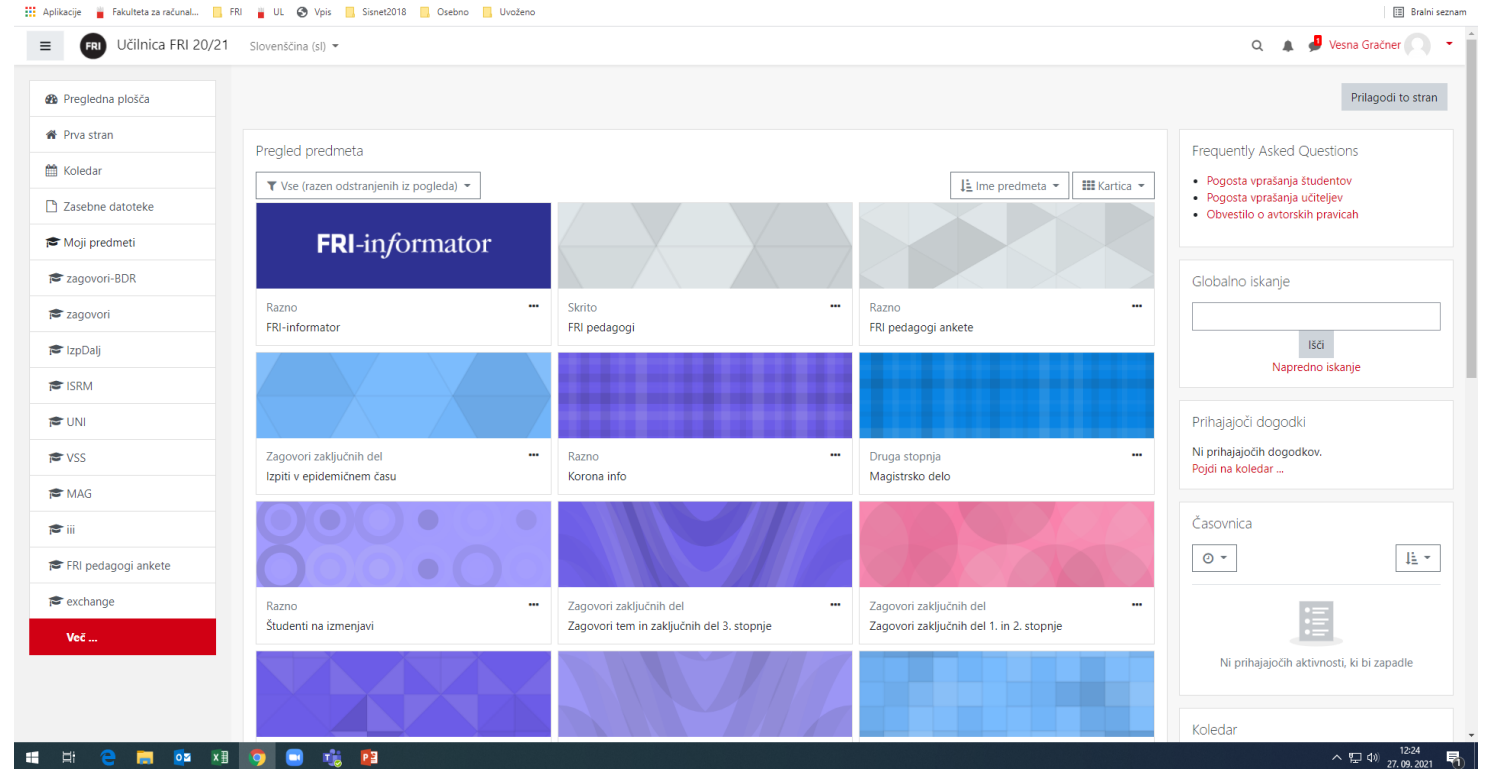 Aplikacije Fakulteta za računal... FRI UL Vpis Sisnet2018 Osebno Uvoženo Bralni seznam
FRI Učilnica FRI 20/21 Slovenščina (sl) 1 Vesna Gračner
Pregledna plošča
Prva stran
Koledar
Zasebne datoteke
Moji predmeti
zagovori-BDR
zagovori
IzpDalj
ISRM
UNI
VSS
MAG
iii
FRI pedagogi ankete
exchange
Več ...
Prilagodi to stran
Pregled predmeta
Vse (razen odstranjenih iz pogleda) Ime predmeta Kartica
FRI-informator
Razno
FRI-informator
Skrito
FRI pedagogi
Razno
FRI pedagogi ankete
Zagovori zaključnih del
Izpiti v epidemičnem času
Razno
Korona info
Druga stopnja
Magistrsko delo
Razno
Študenti na izmenjavi
Zagovori zaključnih del
Zagovori tem in zaključnih del 3. stopnje
Zagovori zaključnih del
Zagovori zaključnih del 1. in 2. stopnje
Frequently Asked Questions
Pogosta vprašanja študentov
Pogosta vprašanja učiteljev
Obvestilo o avtorskih pravicah
Globalno iskanje
Išči
Napredno iskanje
Prihajajoči dogodki
Ni prihajajočih dogodkov.
Pojdi na koledar ...
Časovnica
Ni prihajajočih aktivnosti, ki bi zapadle
Koledar
12:24
27. 09. 2021